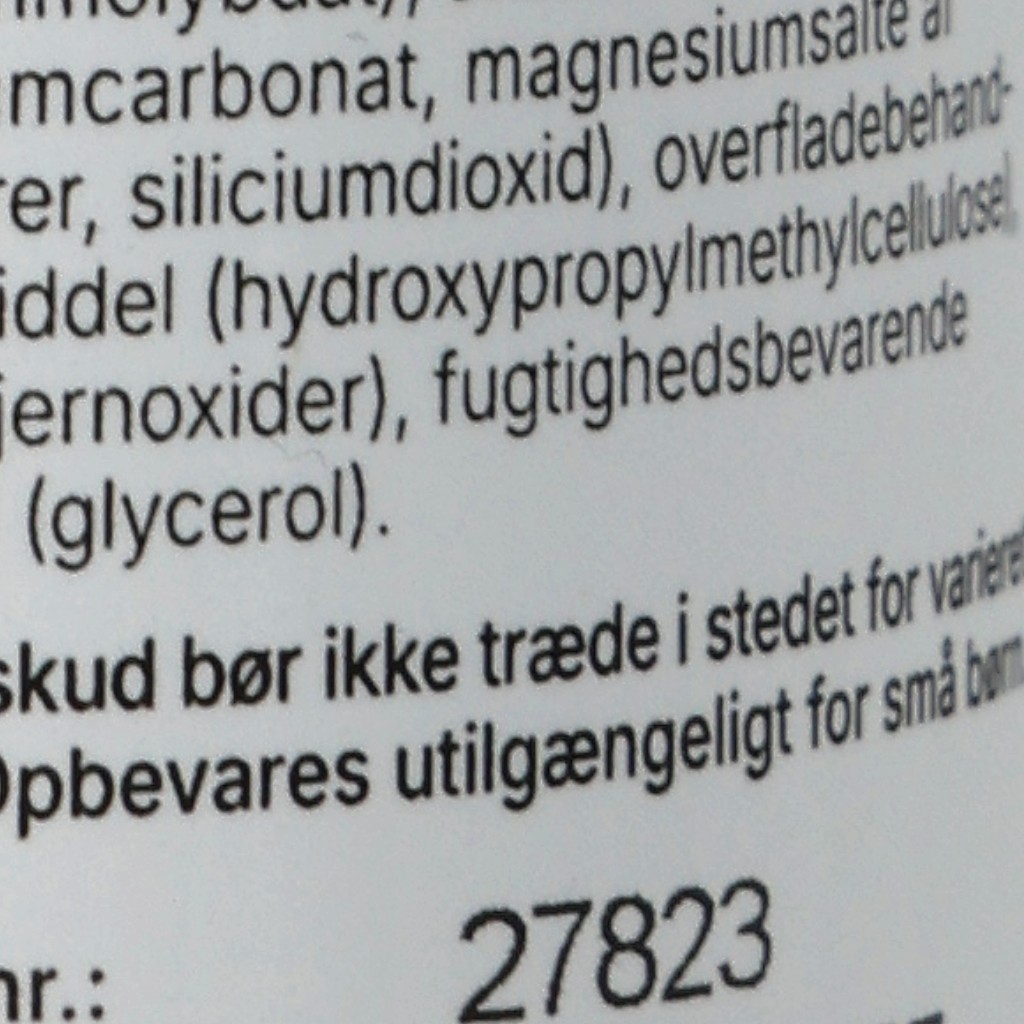 mcarbonat, magnesiumsalte af
er, siliciumdioxid), overfladebehand-
iddel (hydroxypropylmethylcellulose),
jernoxider), fugtighedsbevarende
(glycerol).
skud bør ikke træde i stedet for varieret
Opbevares utilgængeligt for små børn.
nr.: 27823